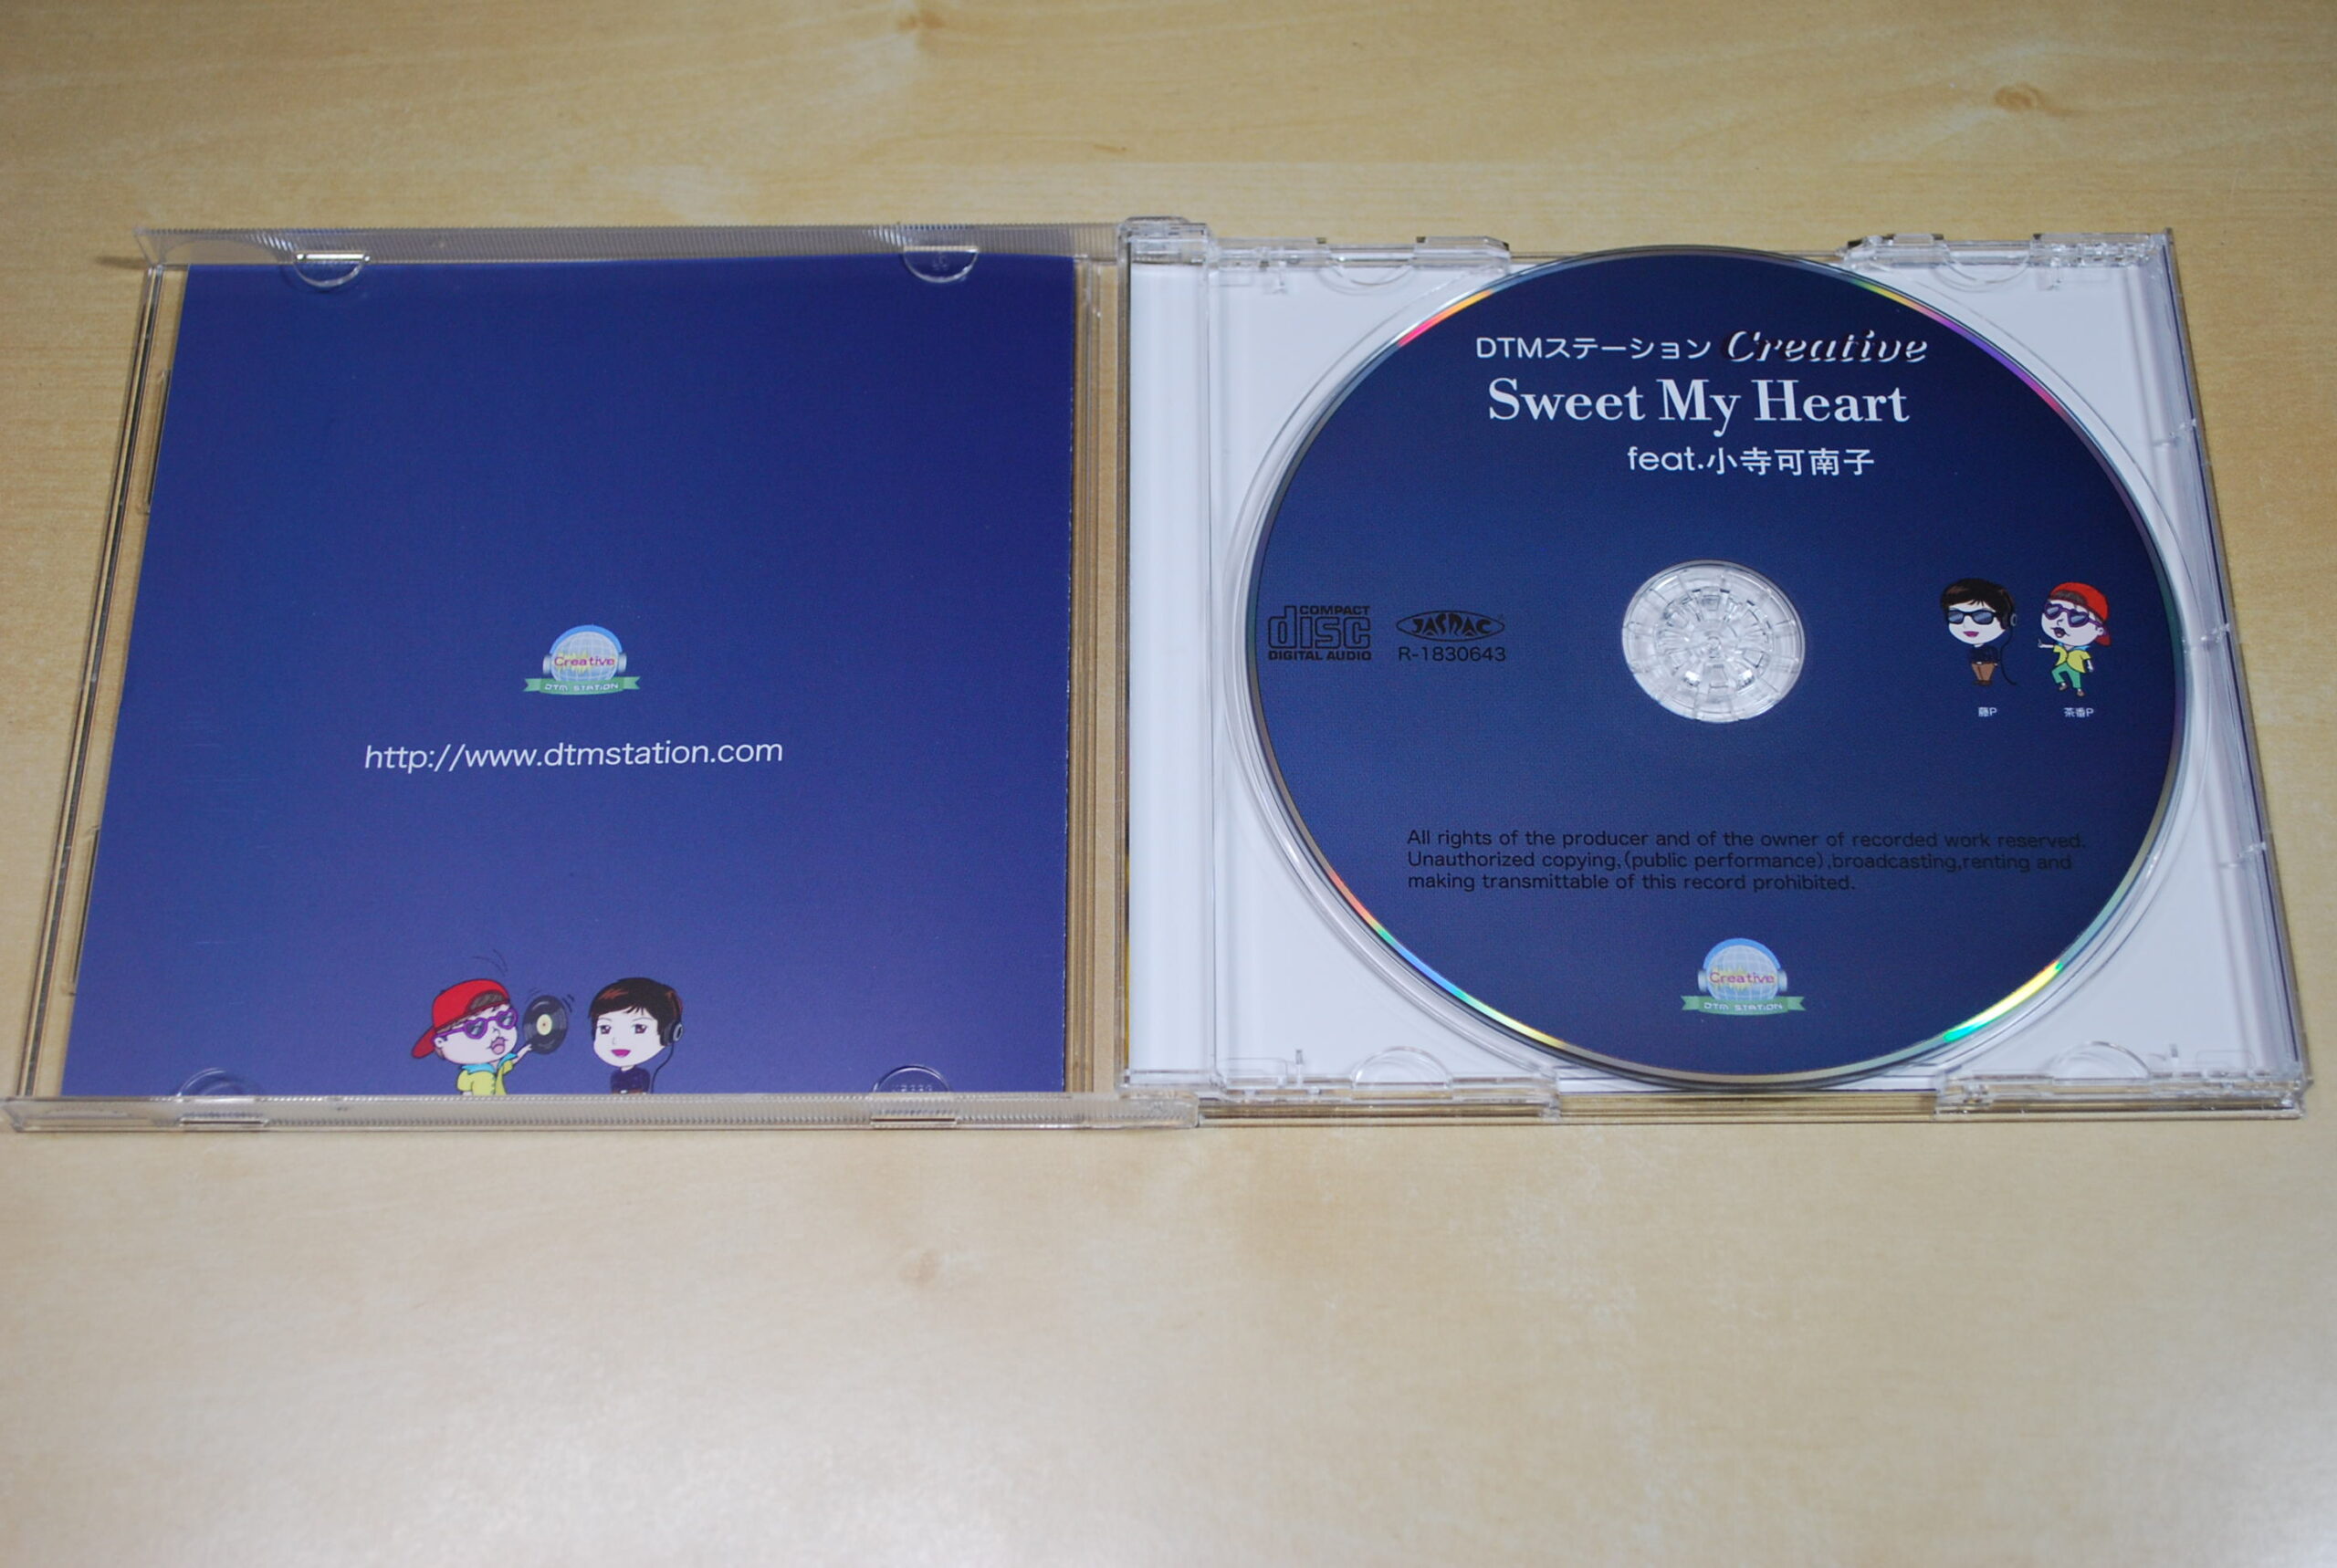 Creative
DTM STATION
http://www.dtmstation.com
DTMステーション Creative
Sweet My Heart
feat.小寺可南子
COMPACT
disc
DIGITAL AUDIO
JASRAC
R-1830643
藤P
茶番P
All rights of the producer and of the owner of recorded work reserved.
Unauthorized copying,(public performance),broadcasting,renting and
making transmittable of this record prohibited.
Creative
DTM STATION